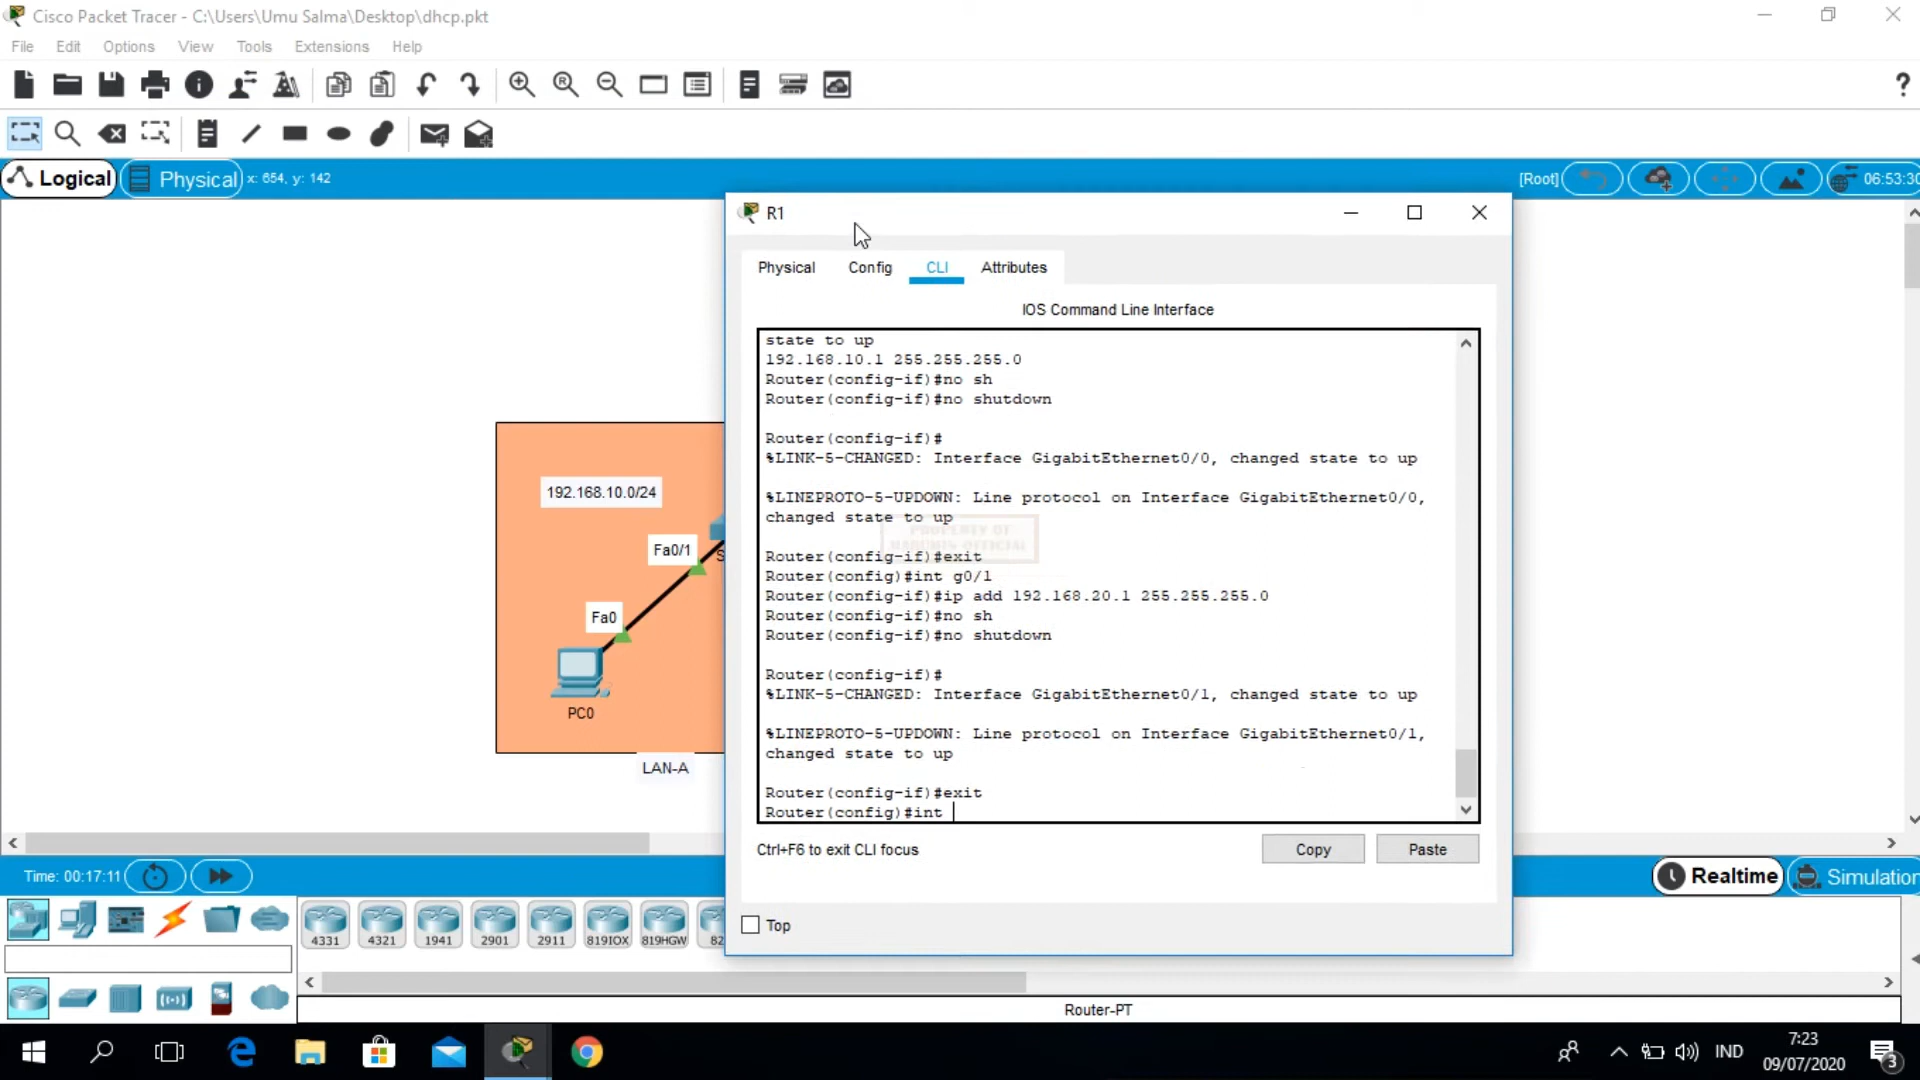 Cisco Packet Tracer - C:\Users\Umu Salma\Desktop\dhcp.pkt
File Edit Options View Tools Extensions Help
Logical Physical x: 654, y: 142 [Root] 06:53:30
R1
Physical Config CLI Attributes
IOS Command Line Interface
state to up
192.168.10.1 255.255.255.0
Router(config-if)#no sh
Router(config-if)#no shutdown
Router(config-if)#
%LINK-5-CHANGED: Interface GigabitEthernet0/0, changed state to up
%LINEPROTO-5-UPDOWN: Line protocol on Interface GigabitEthernet0/0,
changed state to up
PROPERTY OF
Router(config-if)#exit
Router(config)#int g0/1
Router(config-if)#ip add 192.168.20.1 255.255.255.0
Router(config-if)#no sh
Router(config-if)#no shutdown
Router(config-if)#
%LINK-5-CHANGED: Interface GigabitEthernet0/1, changed state to up
%LINEPROTO-5-UPDOWN: Line protocol on Interface GigabitEthernet0/1,
changed state to up
Router(config-if)#exit
Router(config)#int
Ctrl+F6 to exit CLI focus
Copy Paste
Top
192.168.10.0/24
Fa0/1
S
Fa0
PC0
LAN-A
Time: 00:17:11 Realtime Simulation
4331 4321 1941 2901 2911 819IOX 819HGW 82
Router-PT
IND
7:23
09/07/2020
3